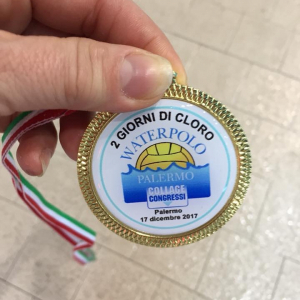 2 GIORNI DI CLORO
WATERPOLO
PALERMO
COLLAGE
CONGRESSI
Palermo
17 dicembre 2017